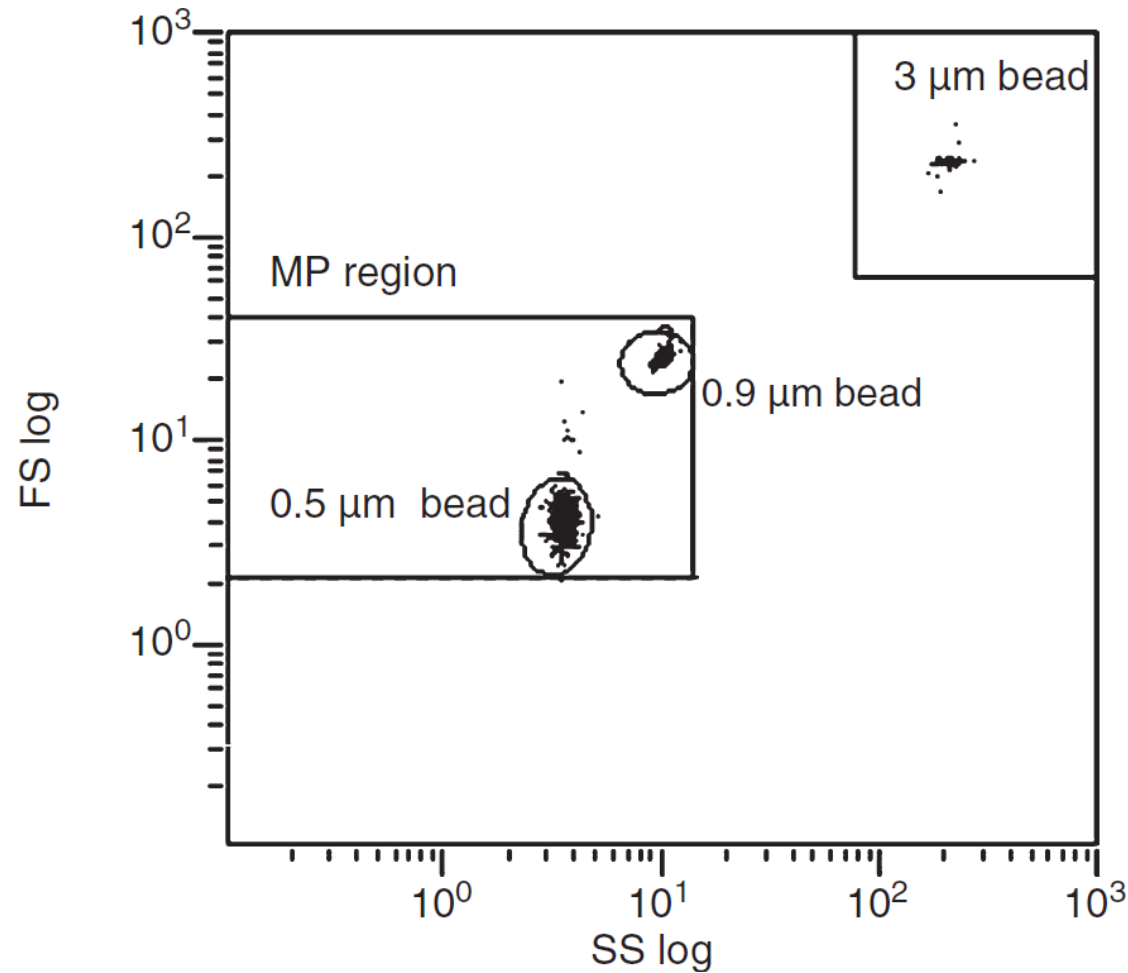 10³
3 µm bead
10²
MP region
0.9 µm bead
10¹
FS log
0.5 µm bead
10⁰
10⁰ 10¹ 10² 10³
SS log